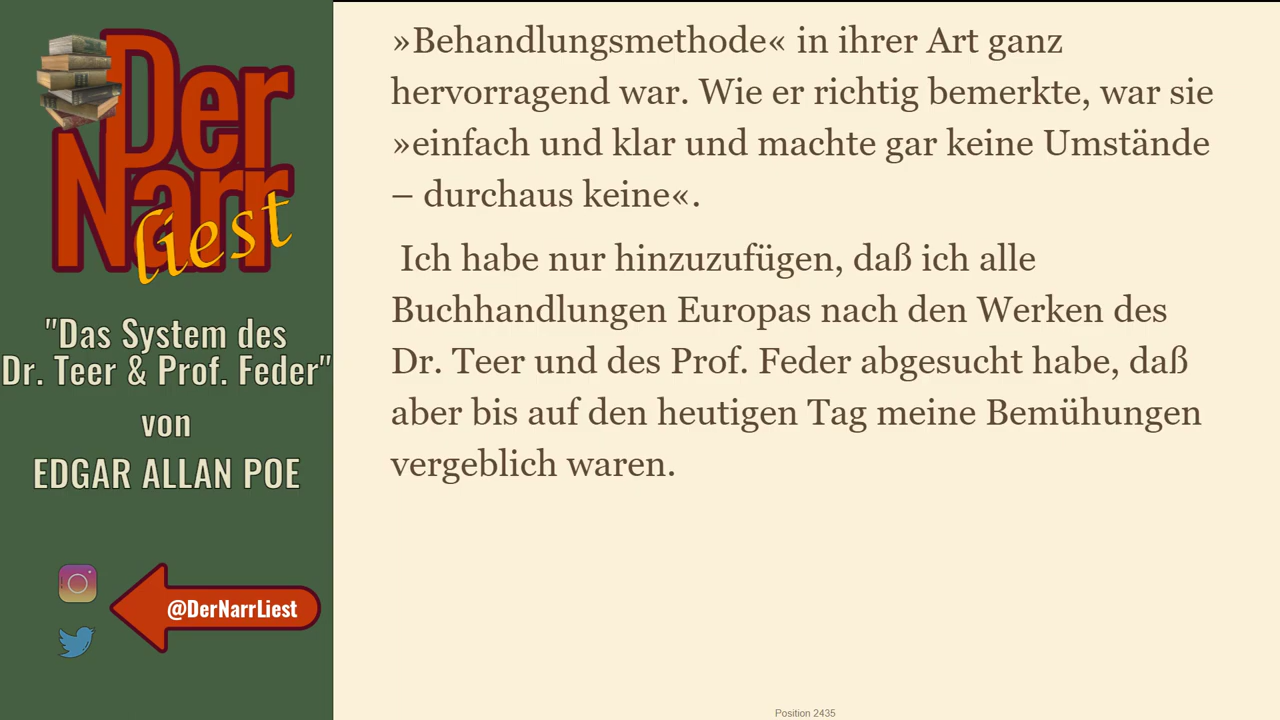 Der
Narr
liest
"Das System des
Dr. Teer & Prof. Feder"
von
EDGAR ALLAN POE
@DerNarrLiest
»Behandlungsmethode« in ihrer Art ganz
hervorragend war. Wie er richtig bemerkte, war sie
»einfach und klar und machte gar keine Umstände
– durchaus keine«.
Ich habe nur hinzuzufügen, daß ich alle
Buchhandlungen Europas nach den Werken des
Dr. Teer und des Prof. Feder abgesucht habe, daß
aber bis auf den heutigen Tag meine Bemühungen
vergeblich waren.
Position 2435